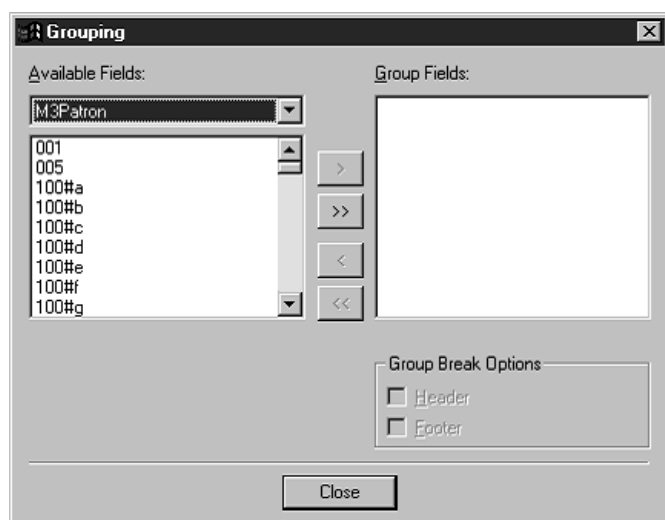 Grouping
Available Fields:
M3Patron
001
005
100#a
100#b
100#c
100#d
100#e
100#f
100#g
>
>>
<
<<
Group Fields:
Group Break Options
Header
Footer
Close